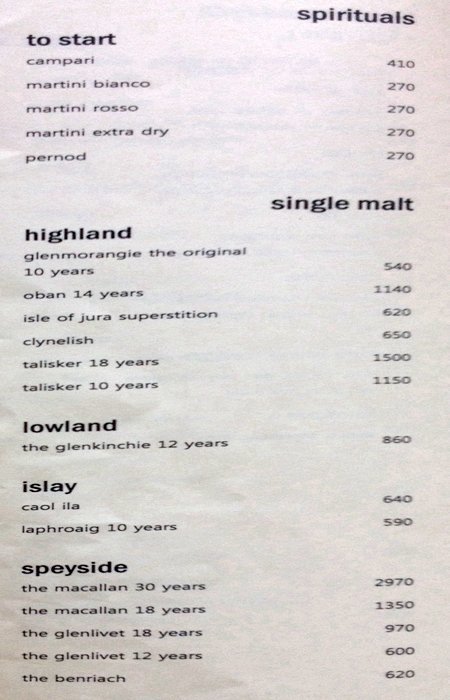 spirituals
to start
campari 410
martini bianco 270
martini rosso 270
martini extra dry 270
pernod 270
single malt
highland
glenmorangie the original
10 years 540
oban 14 years 1140
isle of jura superstition 620
clynelish 650
talisker 18 years 1500
talisker 10 years 1150
lowland
the glenkinchie 12 years 860
islay
caol ila 640
laphroaig 10 years 590
speyside
the macallan 30 years 2970
the macallan 18 years 1350
the glenlivet 18 years 970
the glenlivet 12 years 600
the benriach 620